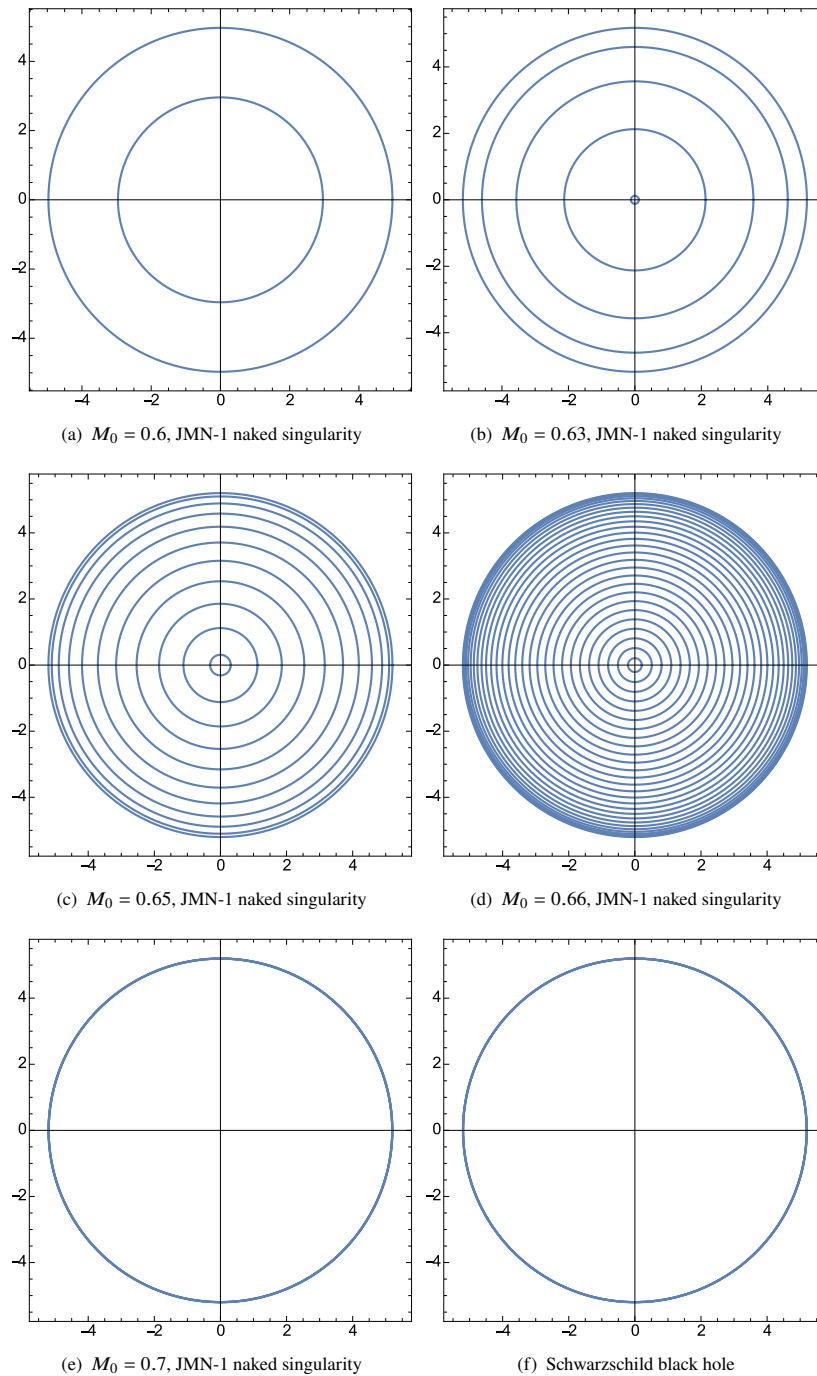 4
2
0
−2
−4
−4 −2 0 2 4
(a) M₀ = 0.6, JMN-1 naked singularity
4
2
0
−2
−4
−4 −2 0 2 4
(b) M₀ = 0.63, JMN-1 naked singularity
4
2
0
−2
−4
−4 −2 0 2 4
(c) M₀ = 0.65, JMN-1 naked singularity
4
2
0
−2
−4
−4 −2 0 2 4
(d) M₀ = 0.66, JMN-1 naked singularity
4
2
0
−2
−4
−4 −2 0 2 4
(e) M₀ = 0.7, JMN-1 naked singularity
4
2
0
−2
−4
−4 −2 0 2 4
(f) Schwarzschild black hole